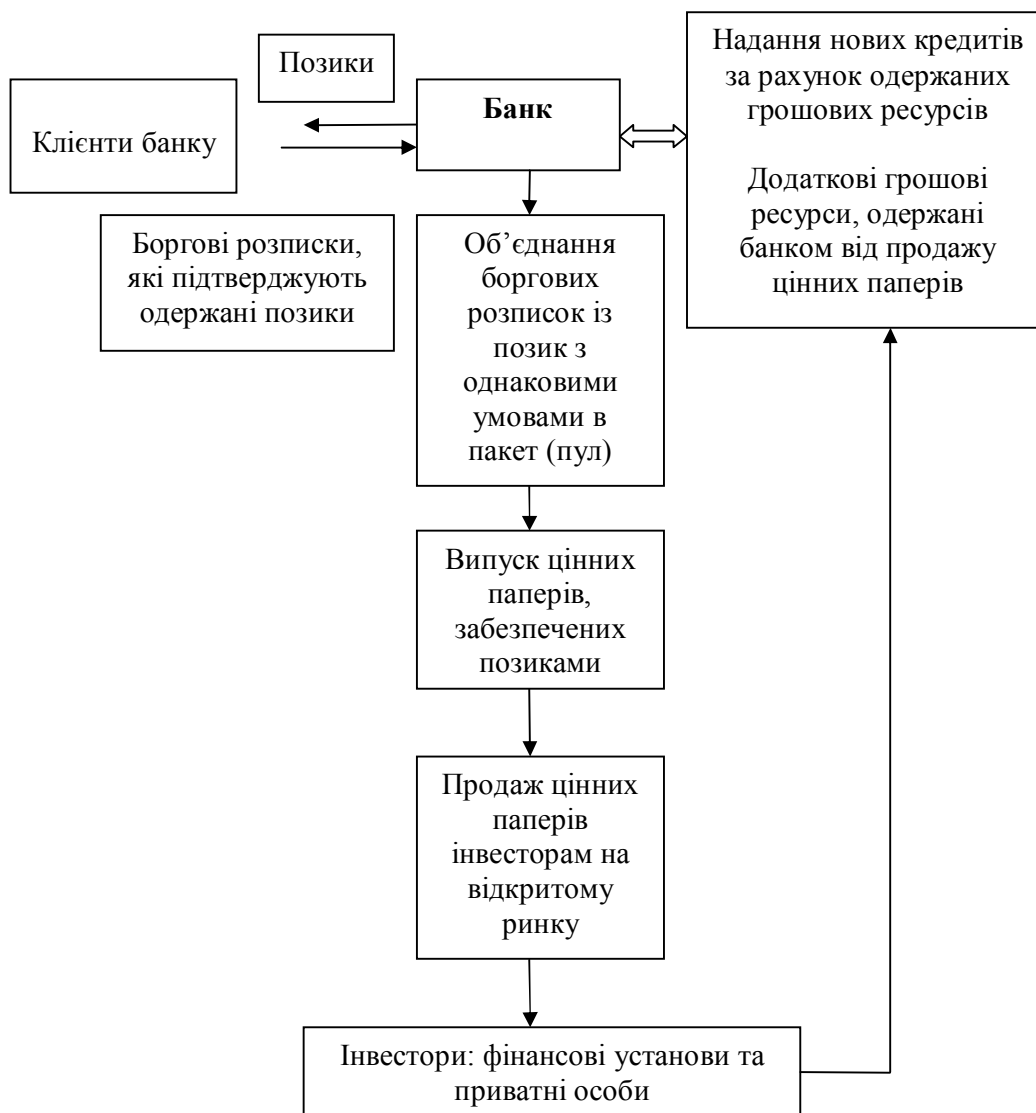 Позики
Клієнти банку
Банк
Надання нових кредитів
за рахунок одержаних
грошових ресурсів
Додаткові грошові
ресурси, одержані
банком від продажу
цінних паперів
Боргові розписки,
які підтверджують
одержані позики
Об’єднання
боргових
розписок із
позик з
однаковими
умовами в
пакет (пул)
Випуск цінних
паперів,
забезпечених
позиками
Продаж цінних
паперів
інвесторам на
відкритому
ринку
Інвестори: фінансові установи та
приватні особи